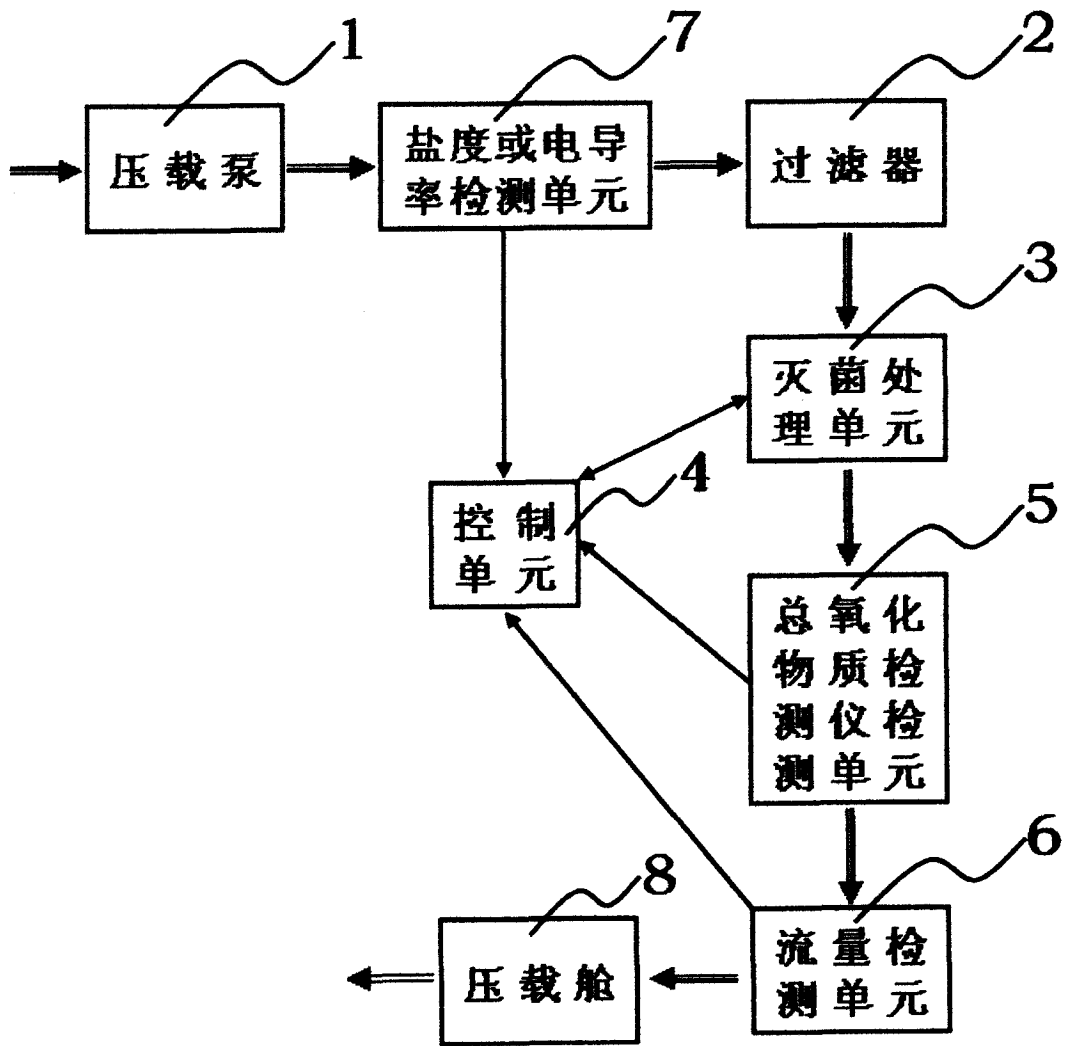 1
7
2
压载泵
盐度或电导
率检测单元
过滤器
3
灭菌处
理单元
4
控制
单元
5
总氧化
物质检
测仪检
测单元
6
8
流量检
测单元
压载舱